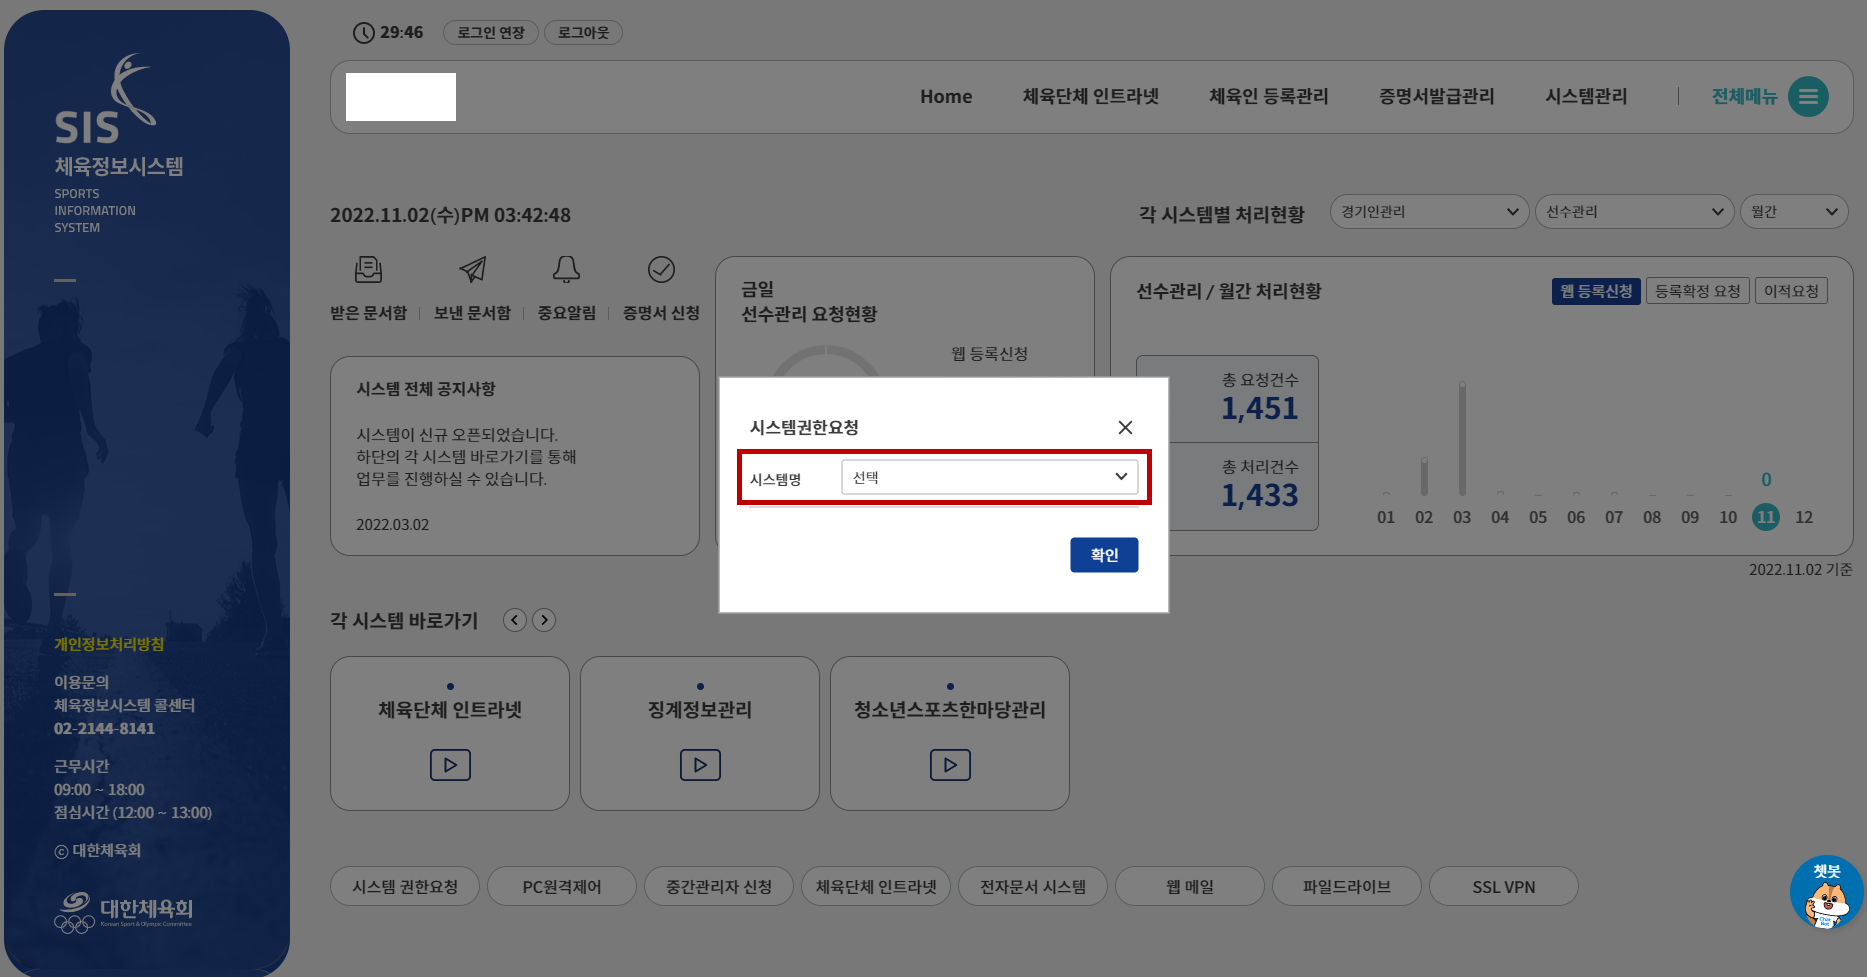 SIS
체육정보시스템
SPORTS
INFORMATION
SYSTEM
개인정보처리방침
이용문의
체육정보시스템 콜센터
02-2144-8141
근무시간
09:00 ~ 18:00
점심시간 (12:00 ~ 13:00)
ⓒ 대한체육회
대한체육회
Korean Sport & Olympic Committee
29:46 로그인 연장 로그아웃
Home 체육단체 인트라넷 체육인 등록관리 증명서발급관리 시스템관리 전체메뉴
2022.11.02(수)PM 03:42:48
각 시스템별 처리현황 경기인관리 선수관리 월간
받은 문서함 보낸 문서함 중요알림 증명서 신청
시스템 전체 공지사항
시스템이 신규 오픈되었습니다.
하단의 각 시스템 바로가기를 통해
업무를 진행하실 수 있습니다.
2022.03.02
금일
선수관리 요청현황
웹 등록신청
선수관리 / 월간 처리현황
웹 등록신청 등록확정 요청 이적요청
총 요청건수
1,451
총 처리건수
1,433
0
01 02 03 04 05 06 07 08 09 10 11 12
2022.11.02 기준
시스템권한요청
시스템명 선택
확인
각 시스템 바로가기
체육단체 인트라넷 징계정보관리 청소년스포츠한마당관리
시스템 권한요청 PC원격제어 중간관리자 신청 체육단체 인트라넷 전자문서 시스템 웹 메일 파일드라이브 SSL VPN
챗봇
Chat
Bot